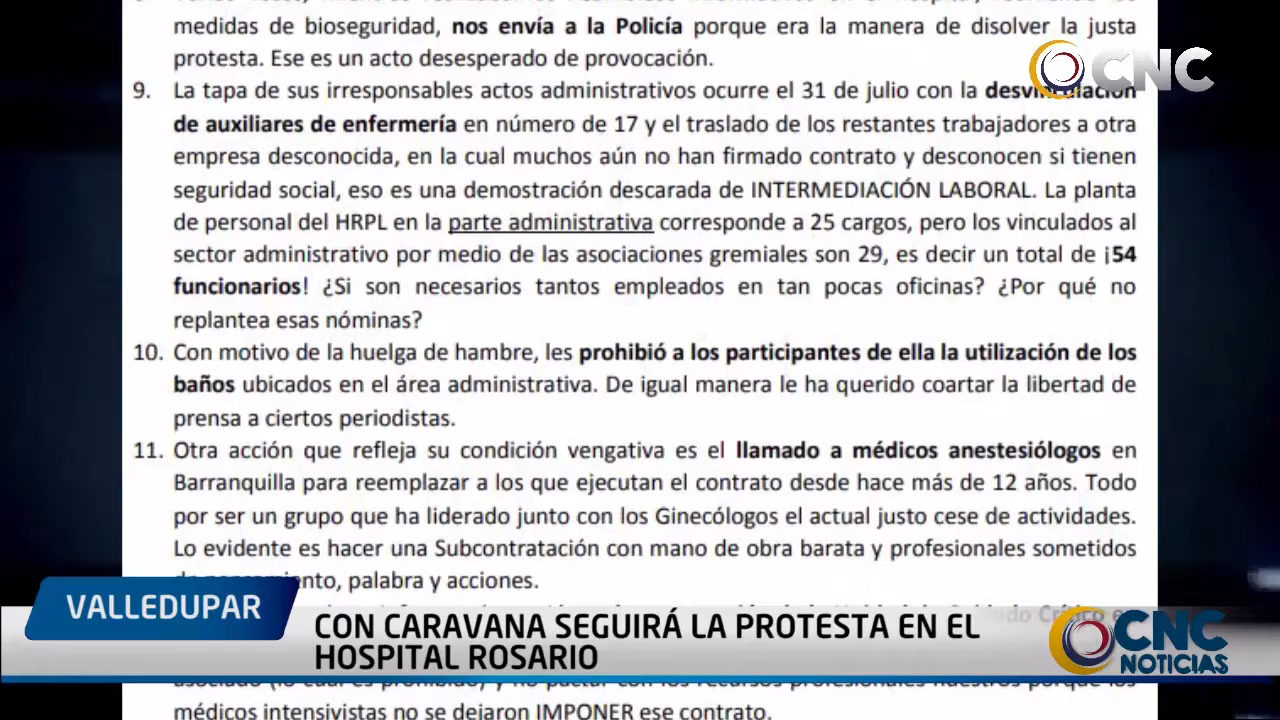 medidas de bioseguridad, nos envía a la Policía porque era la manera de disolver la justa
protesta. Ese es un acto desesperado de provocación.
CNC
9. La tapa de sus irresponsables actos administrativos ocurre el 31 de julio con la desvinculación
de auxiliares de enfermería en número de 17 y el traslado de los restantes trabajadores a otra
empresa desconocida, en la cual muchos aún no han firmado contrato y desconocen si tienen
seguridad social, eso es una demostración descarada de INTERMEDIACIÓN LABORAL. La planta
de personal del HRPL en la parte administrativa corresponde a 25 cargos, pero los vinculados al
sector administrativo por medio de las asociaciones gremiales son 29, es decir un total de ¡54
funcionarios! ¿Si son necesarios tantos empleados en tan pocas oficinas? ¿Por qué no
replantea esas nóminas?
10. Con motivo de la huelga de hambre, les prohibió a los participantes de ella la utilización de los
baños ubicados en el área administrativa. De igual manera le ha querido coartar la libertad de
prensa a ciertos periodistas.
11. Otra acción que refleja su condición vengativa es el llamado a médicos anestesiólogos en
Barranquilla para reemplazar a los que ejecutan el contrato desde hace más de 12 años. Todo
por ser un grupo que ha liderado junto con los Ginecólogos el actual justo cese de actividades.
Lo evidente es hacer una Subcontratación con mano de obra barata y profesionales sometidos
de pensamiento, palabra y acciones.
VALLEDUPAR
CON CARAVANA SEGUIRÁ LA PROTESTA EN EL
HOSPITAL ROSARIO
CNC
NOTICIAS
médicos intensivistas no se dejaron IMPONER ese contrato.